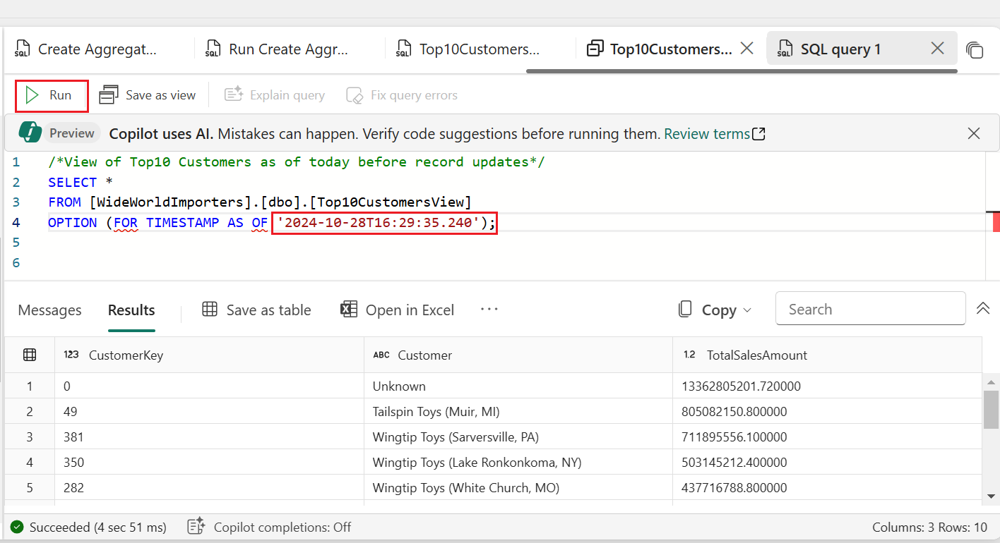 Create Aggregat...
Run Create Aggr...
Top10Customers...
Top10Customers...
SQL query 1
Run
Save as view
Explain query
Fix query errors
Preview
Copilot uses AI. Mistakes can happen. Verify code suggestions before running them. Review terms
1 /*View of Top10 Customers as of today before record updates*/
2 SELECT *
3 FROM [WideWorldImporters].[dbo].[Top10CustomersView]
4 OPTION (FOR TIMESTAMP AS OF '2024-10-28T16:29:35.240');
5
6
Messages
Results
Save as table
Open in Excel
...
Copy
Search
123 CustomerKey ABC Customer 1.2 TotalSalesAmount
1 0 Unknown 13362805201.720000
2 49 Tailspin Toys (Muir, MI) 805082150.800000
3 381 Wingtip Toys (Sarversville, PA) 711895556.100000
4 350 Wingtip Toys (Lake Ronkonkoma, NY) 503145212.400000
5 282 Wingtip Toys (White Church, MO) 437716788.800000
Succeeded (4 sec 51 ms)
Copilot completions: Off
Columns: 3 Rows: 10